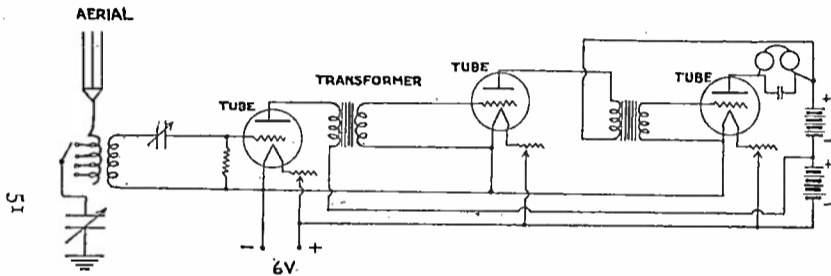 AERIAL
TUBE
TRANSFORMER
TUBE
TUBE
+
-
+
-
- +
6V.
51